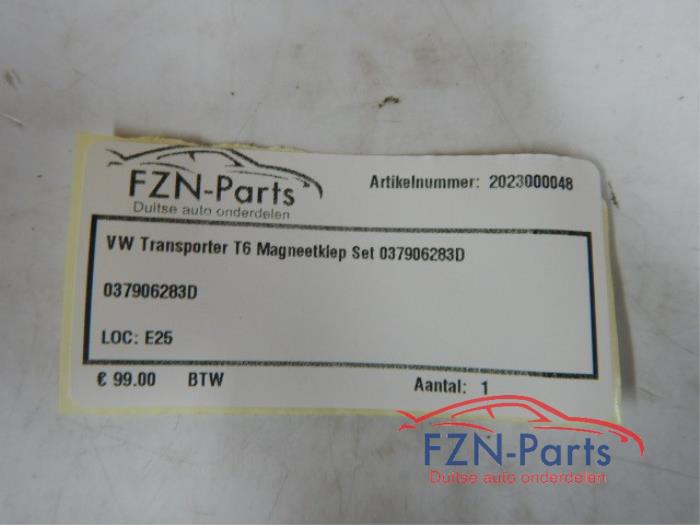 FZN-Parts
Duitse auto onderdelen
Artikelnummer: 2023000048
VW Transporter T6 Magneetklep Set 037906283D
037906283D
LOC: E25
€ 99.00 BTW Aantal: 1
FZN-Parts
Duitse auto onderdelen